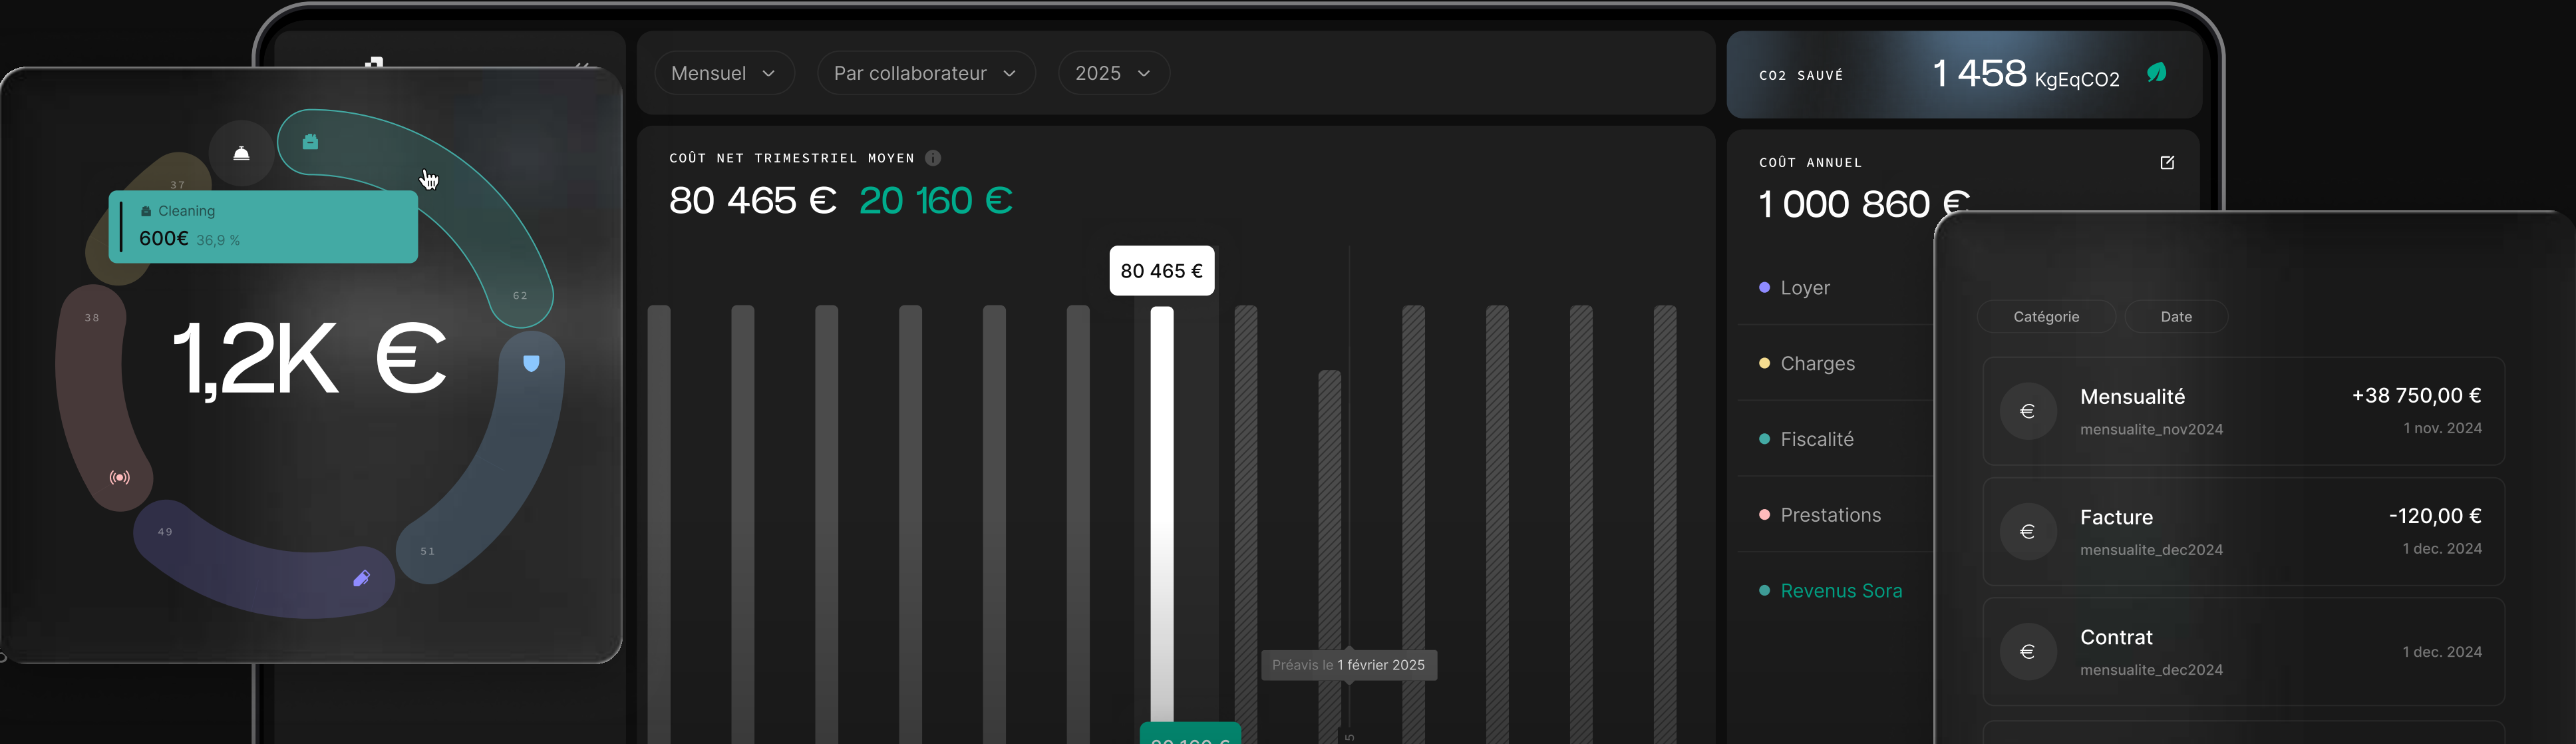 37
Cleaning
600€ 36,9 %
62
38
1,2K €
49
51
Mensuel
Par collaborateur
2025
COÛT NET TRIMESTRIEL MOYEN
80 465 € 20 160 €
80 465 €
Préavis le 1 février 2025
CO2 SAUVÉ
1 458 KgEqCO2
COÛT ANNUEL
1 000 860 €
Loyer
Charges
Fiscalité
Prestations
Revenus Sora
Catégorie
Date
Mensualité
+38 750,00 €
mensualite_nov2024
1 nov. 2024
Facture
-120,00 €
mensualite_dec2024
1 dec. 2024
Contrat
mensualite_dec2024
1 dec. 2024